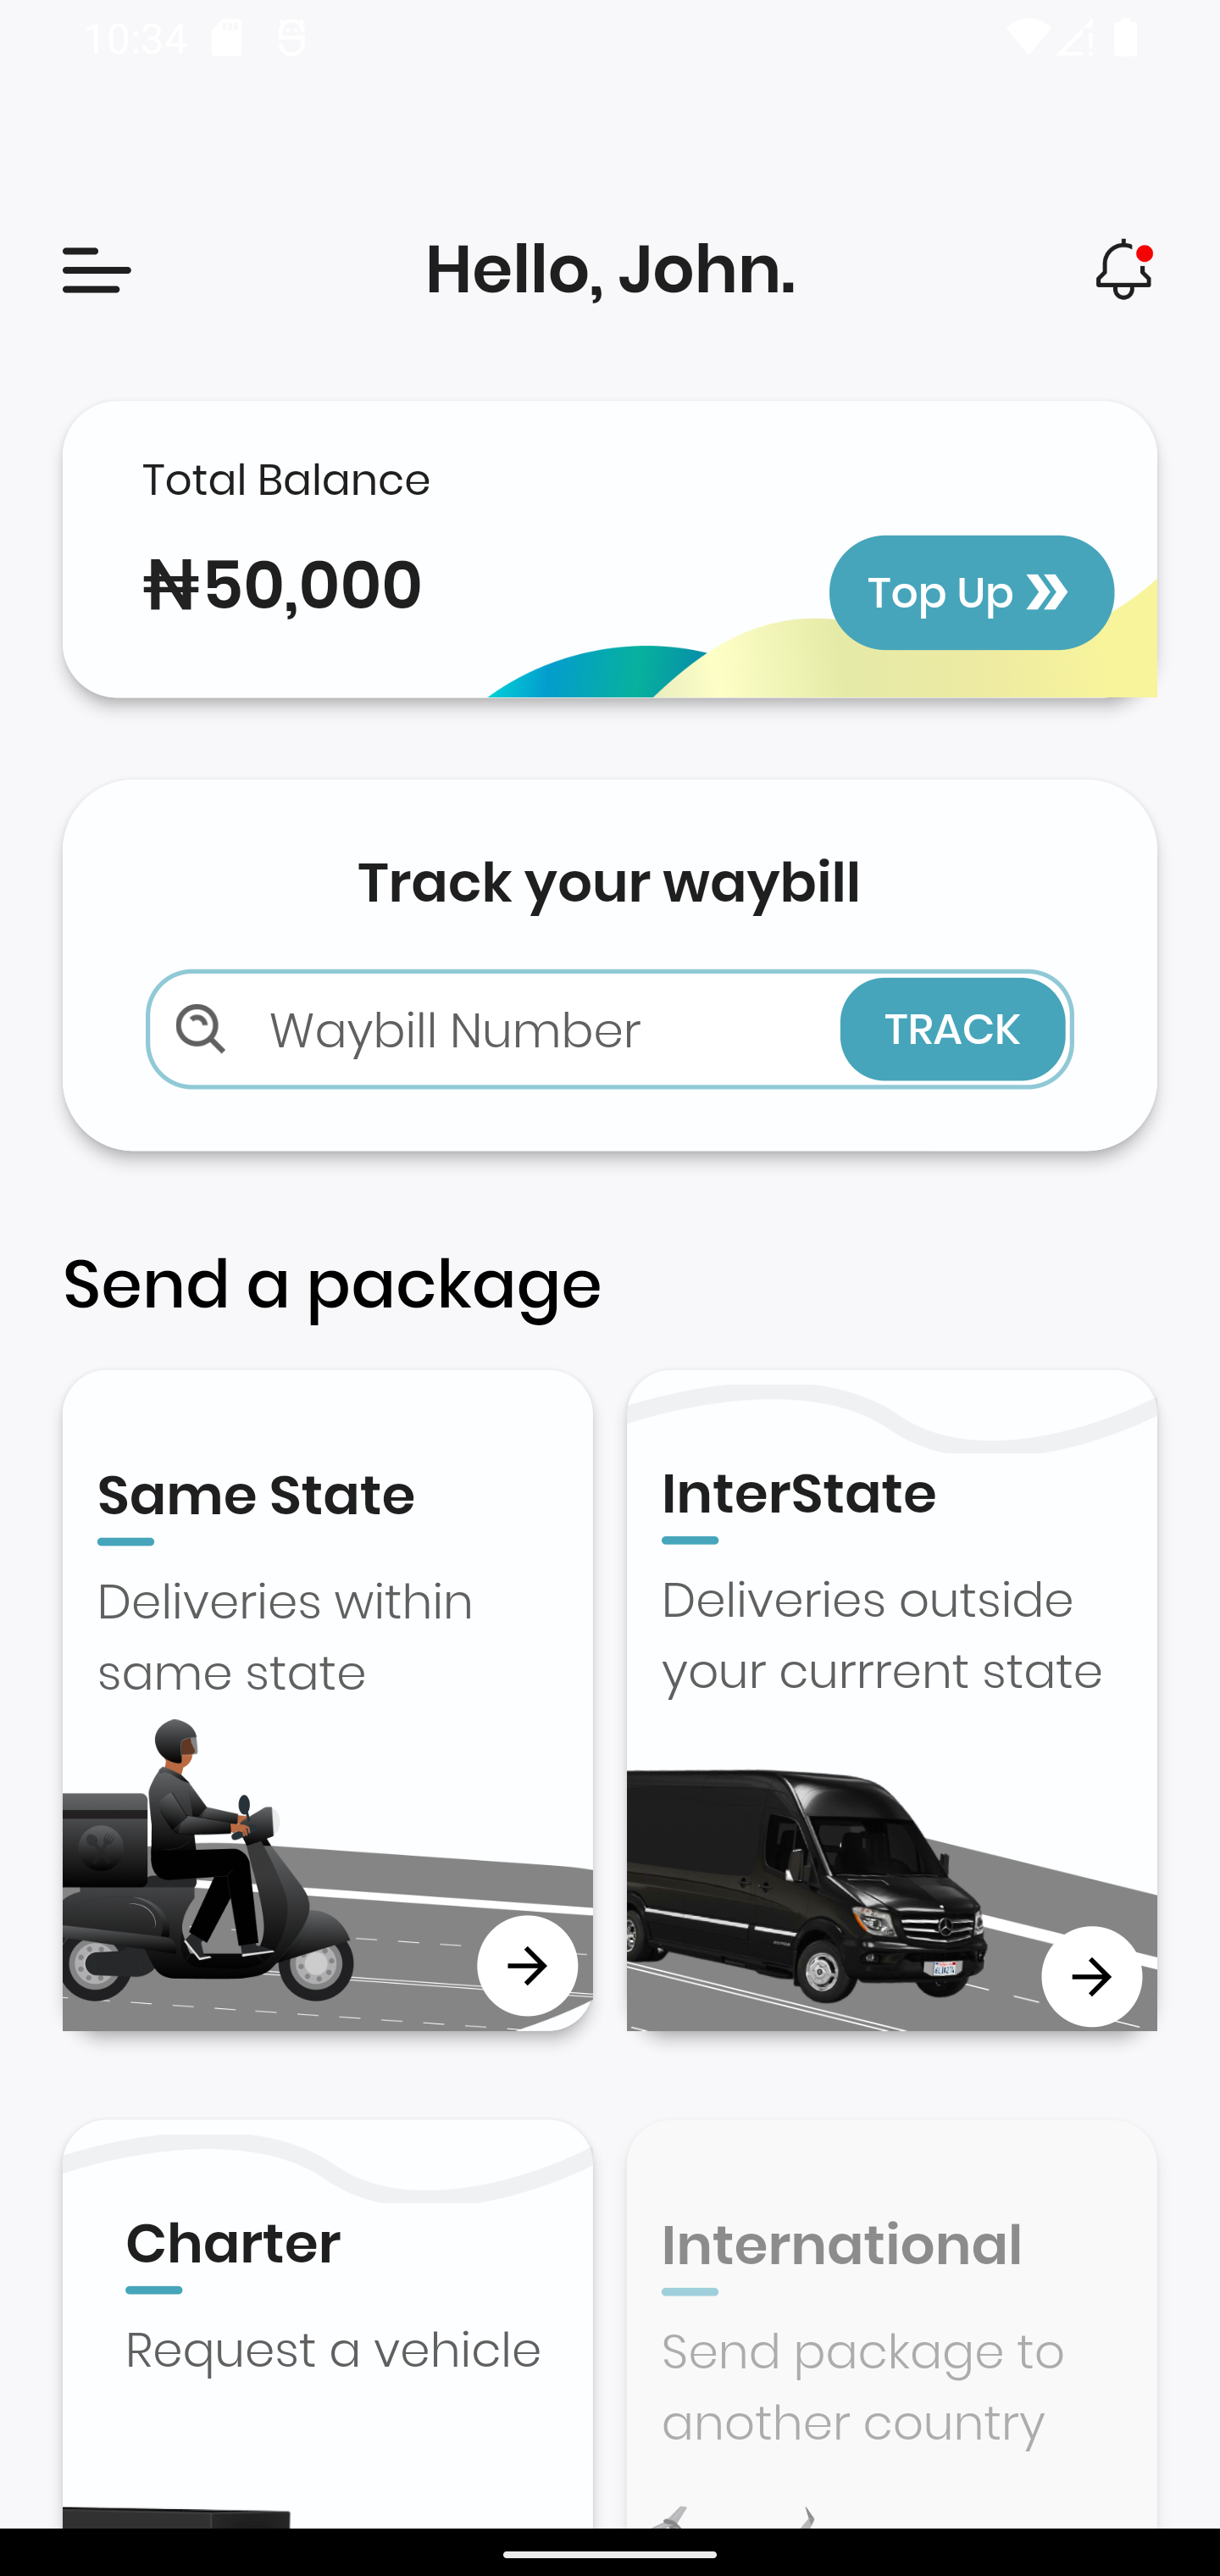 10:34
Hello, John.
Total Balance
₦50,000
Top Up
Track your waybill
Waybill Number
TRACK
Send a package
Same State
Deliveries within
same state
InterState
Deliveries outside
your currrent state
Charter
Request a vehicle
International
Send package to
another country